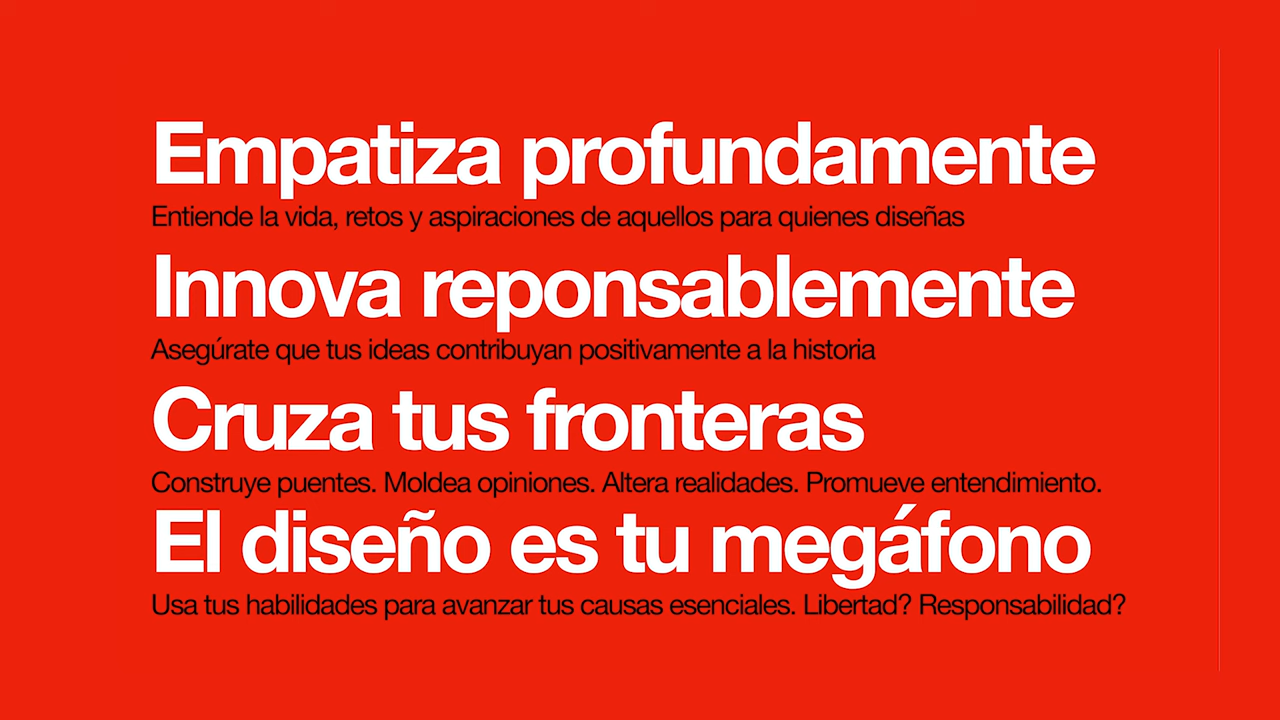 Empatiza profundamente
Entiende la vida, retos y aspiraciones de aquellos para quienes diseñas
Innova reponsablemente
Asegúrate que tus ideas contribuyan positivamente a la historia
Cruza tus fronteras
Construye puentes. Moldea opiniones. Altera realidades. Promueve entendimiento.
El diseño es tu megáfono
Usa tus habilidades para avanzar tus causas esenciales. Libertad? Responsabilidad?